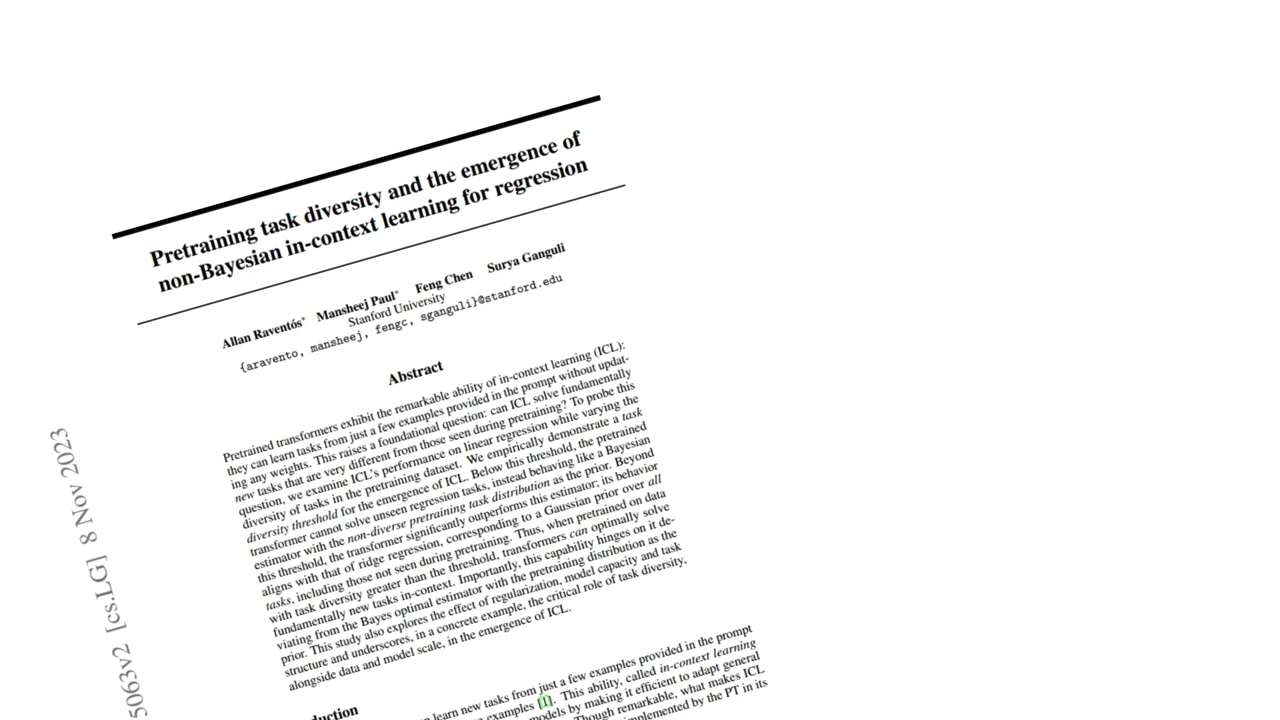 Pretraining task diversity and the emergence of
non-Bayesian in-context learning for regression
Allan Raventós* Mansheej Paul* Feng Chen Surya Ganguli
Stanford University
{aravento, mansheej, fengc, sganguli}@stanford.edu
Abstract
Pretrained transformers exhibit the remarkable ability of in-context learning (ICL):
they can learn tasks from just a few examples provided in the prompt without updat-
ing any weights. This raises a foundational question: can ICL solve fundamentally
new tasks that are very different from those seen during pretraining? To probe this
question, we examine ICL's performance on linear regression while varying the
diversity of tasks in the pretraining dataset. We empirically demonstrate a task
diversity threshold for the emergence of ICL. Below this threshold, the pretrained
transformer cannot solve unseen regression tasks, instead behaving like a Bayesian
estimator with the non-diverse pretraining task distribution as the prior. Beyond
this threshold, the transformer significantly outperforms this estimator; its behavior
aligns with that of ridge regression, corresponding to a Gaussian prior over all
tasks, including those not seen during pretraining. Thus, when pretrained on data
with task diversity greater than the threshold, transformers can optimally solve
fundamentally new tasks in-context. Importantly, this capability hinges on it de-
viating from the Bayes optimal estimator with the pretraining distribution as the
prior. This study also explores the effect of regularization, model capacity and task
structure and underscores, in a concrete example, the critical role of task diversity,
alongside data and model scale, in the emergence of ICL.
5063v2 [cs.LG] 8 Nov 2023
duction
learn new tasks from just a few examples provided in the prompt
examples [1]. This ability, called in-context learning
models by making it efficient to adapt general
Though remarkable, what makes ICL
mplemented by the PT in its